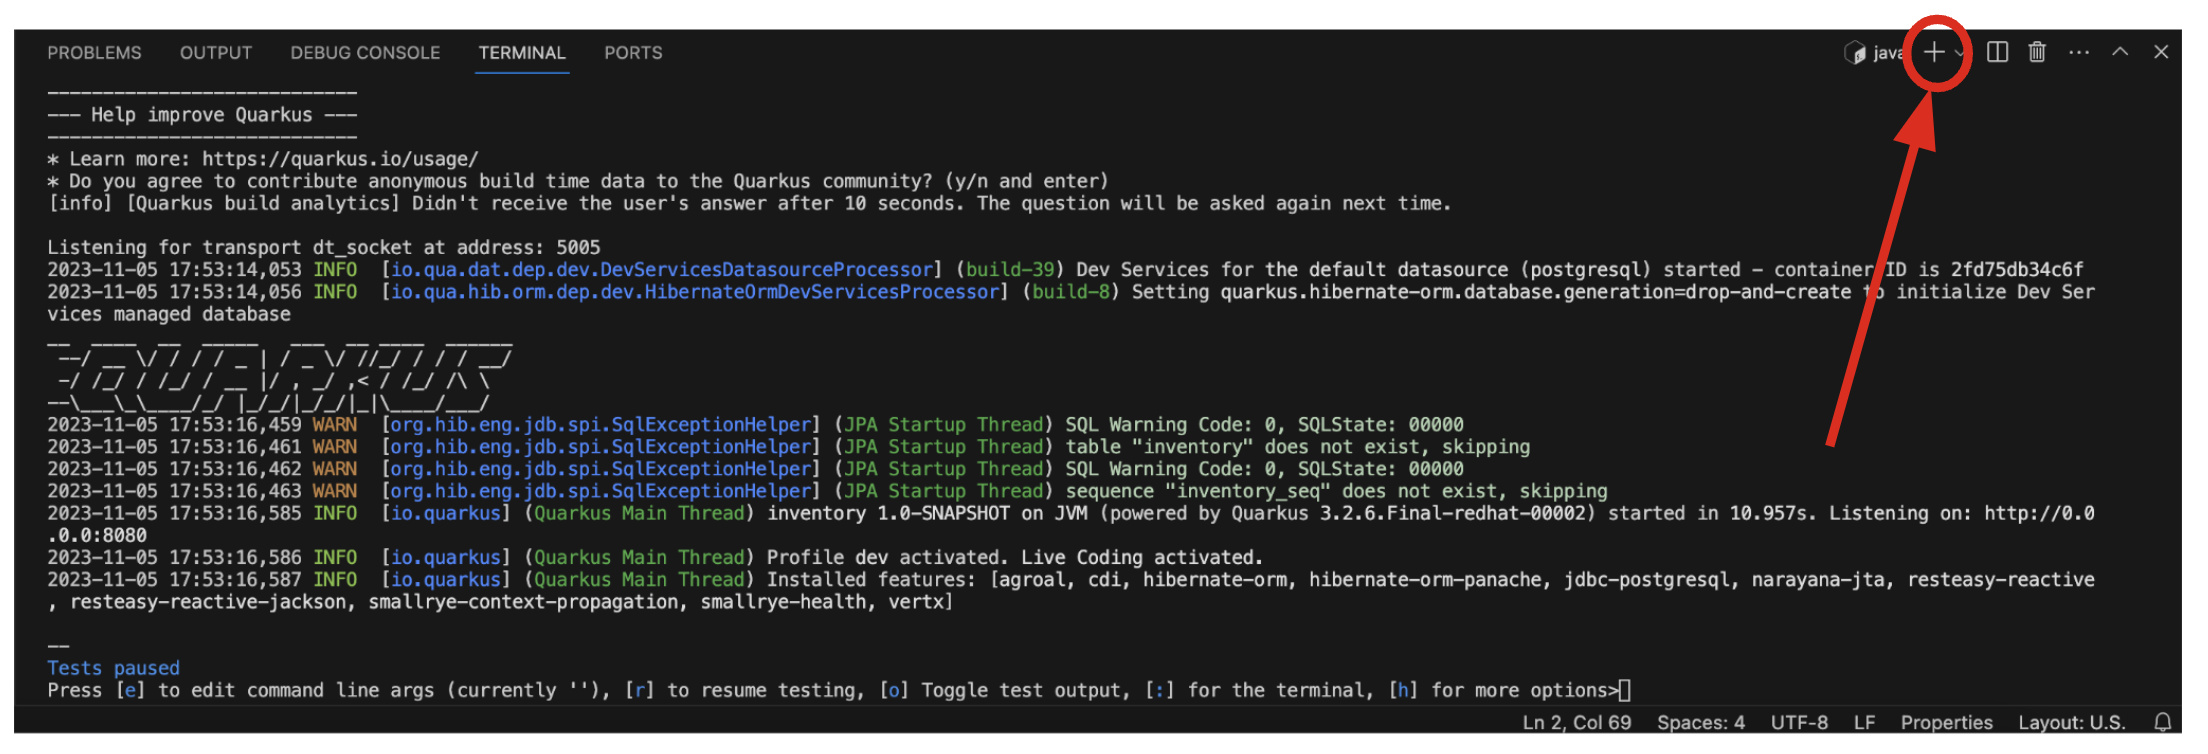 PROBLEMS OUTPUT DEBUG CONSOLE TERMINAL PORTS java
--- Help improve Quarkus ---
* Learn more: https://quarkus.io/usage/
* Do you agree to contribute anonymous build time data to the Quarkus community? (y/n and enter)
[info] [Quarkus build analytics] Didn't receive the user's answer after 10 seconds. The question will be asked again next time.
Listening for transport dt_socket at address: 5005
2023-11-05 17:53:14,053 INFO  [io.qua.dat.dep.dev.DevServicesDatasourceProcessor] (build-39) Dev Services for the default datasource (postgresql) started - container ID is 2fd75db34c6f
2023-11-05 17:53:14,056 INFO  [io.qua.hib.orm.dep.dev.HibernateOrmDevServicesProcessor] (build-8) Setting quarkus.hibernate-orm.database.generation=drop-and-create to initialize Dev Ser
vices managed database
QUARKUS
2023-11-05 17:53:16,459 WARN  [org.hib.eng.jdb.spi.SqlExceptionHelper] (JPA Startup Thread) SQL Warning Code: 0, SQLState: 00000
2023-11-05 17:53:16,461 WARN  [org.hib.eng.jdb.spi.SqlExceptionHelper] (JPA Startup Thread) table "inventory" does not exist, skipping
2023-11-05 17:53:16,462 WARN  [org.hib.eng.jdb.spi.SqlExceptionHelper] (JPA Startup Thread) SQL Warning Code: 0, SQLState: 00000
2023-11-05 17:53:16,463 WARN  [org.hib.eng.jdb.spi.SqlExceptionHelper] (JPA Startup Thread) sequence "inventory_seq" does not exist, skipping
2023-11-05 17:53:16,585 INFO  [io.quarkus] (Quarkus Main Thread) inventory 1.0-SNAPSHOT on JVM (powered by Quarkus 3.2.6.Final-redhat-00002) started in 10.957s. Listening on: http://0.0
.0.0:8080
2023-11-05 17:53:16,586 INFO  [io.quarkus] (Quarkus Main Thread) Profile dev activated. Live Coding activated.
2023-11-05 17:53:16,587 INFO  [io.quarkus] (Quarkus Main Thread) Installed features: [agroal, cdi, hibernate-orm, hibernate-orm-panache, jdbc-postgresql, narayana-jta, resteasy-reactive
, resteasy-reactive-jackson, smallrye-context-propagation, smallrye-health, vertx]
--
Tests paused
Press [e] to edit command line args (currently ''), [r] to resume testing, [o] Toggle test output, [:] for the terminal, [h] for more options>
Ln 2, Col 69 Spaces: 4 UTF-8 LF Properties Layout: U.S.